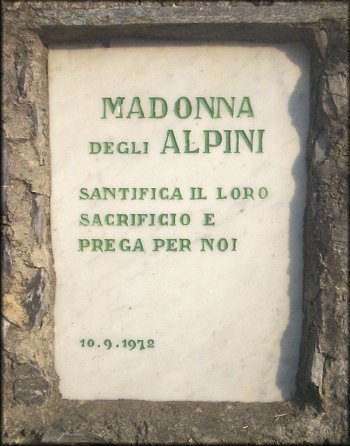 MADONNA
DEGLI ALPINI
SANTIFICA IL LORO
SACRIFICIO E
PREGA PER NOI
10.9.1972